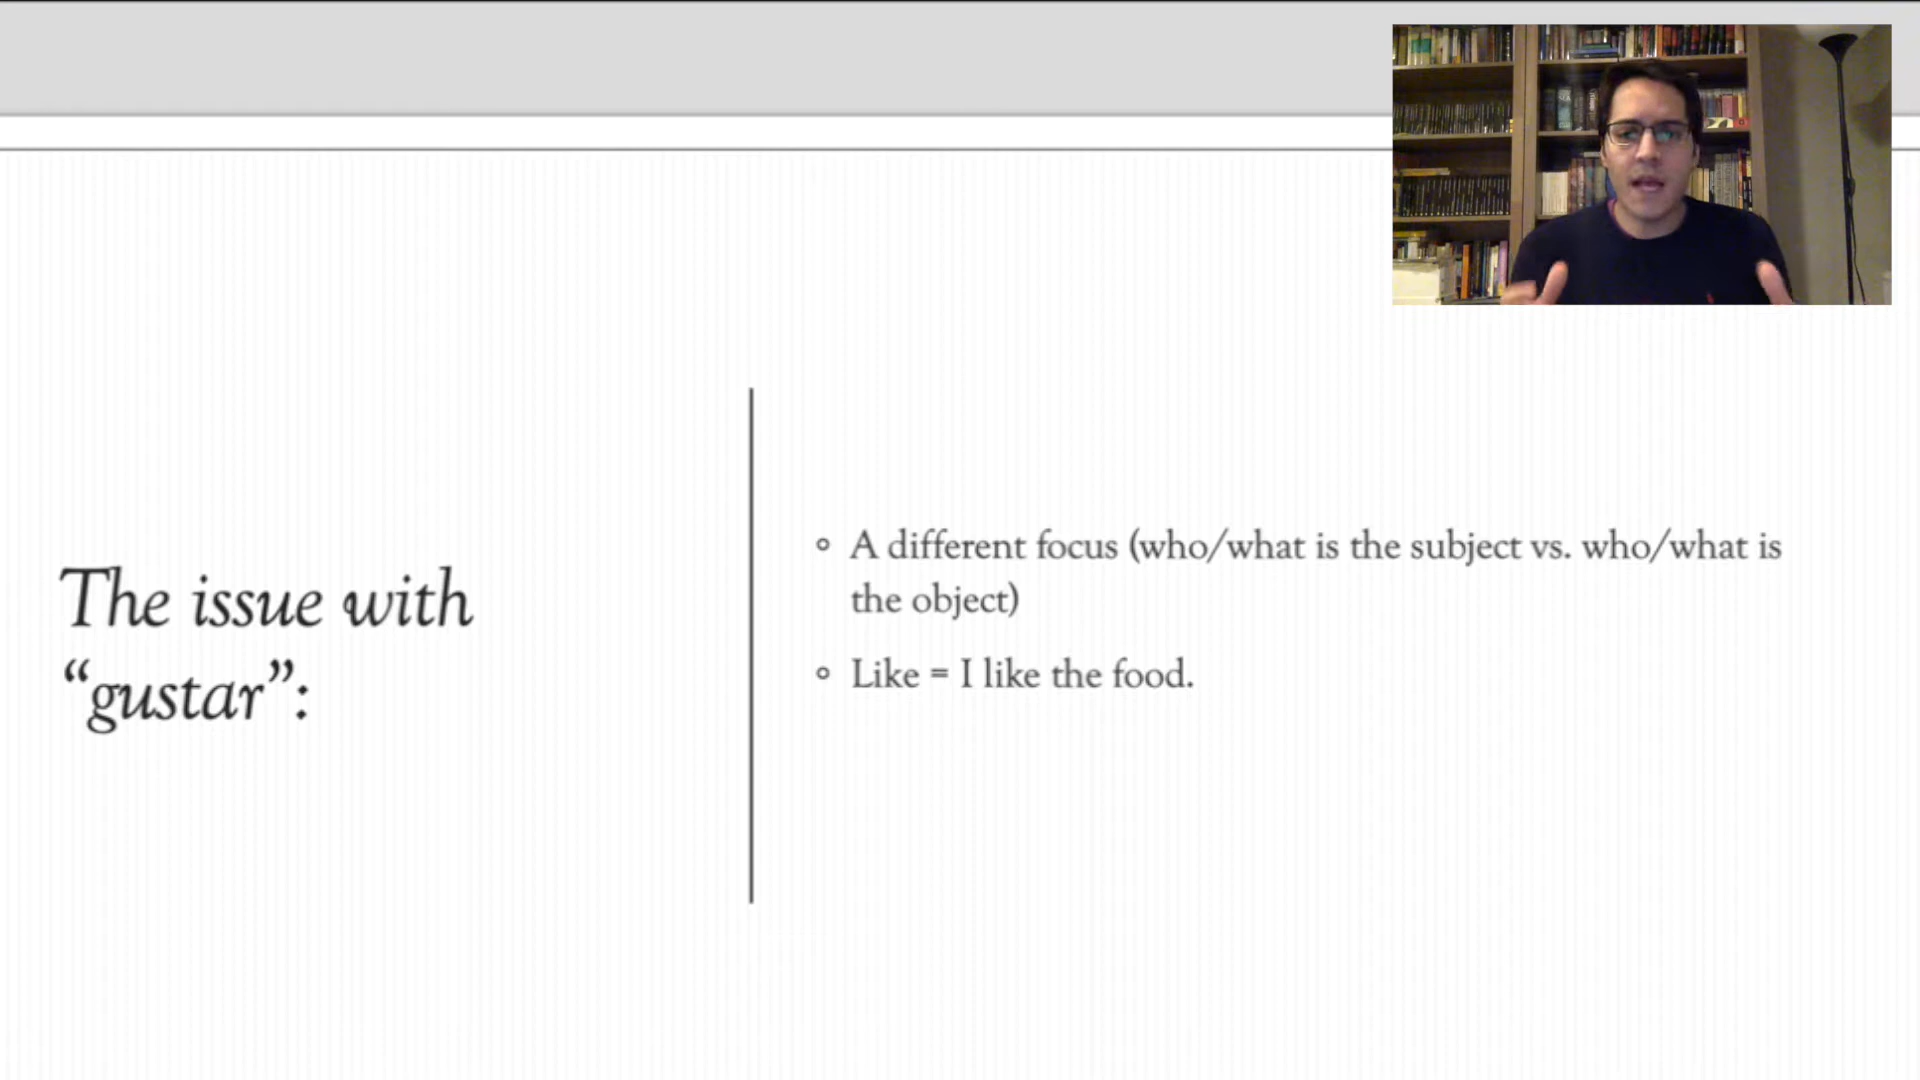 The issue with
“gustar”:
◦ A different focus (who/what is the subject vs. who/what is
the object)
◦ Like = I like the food.